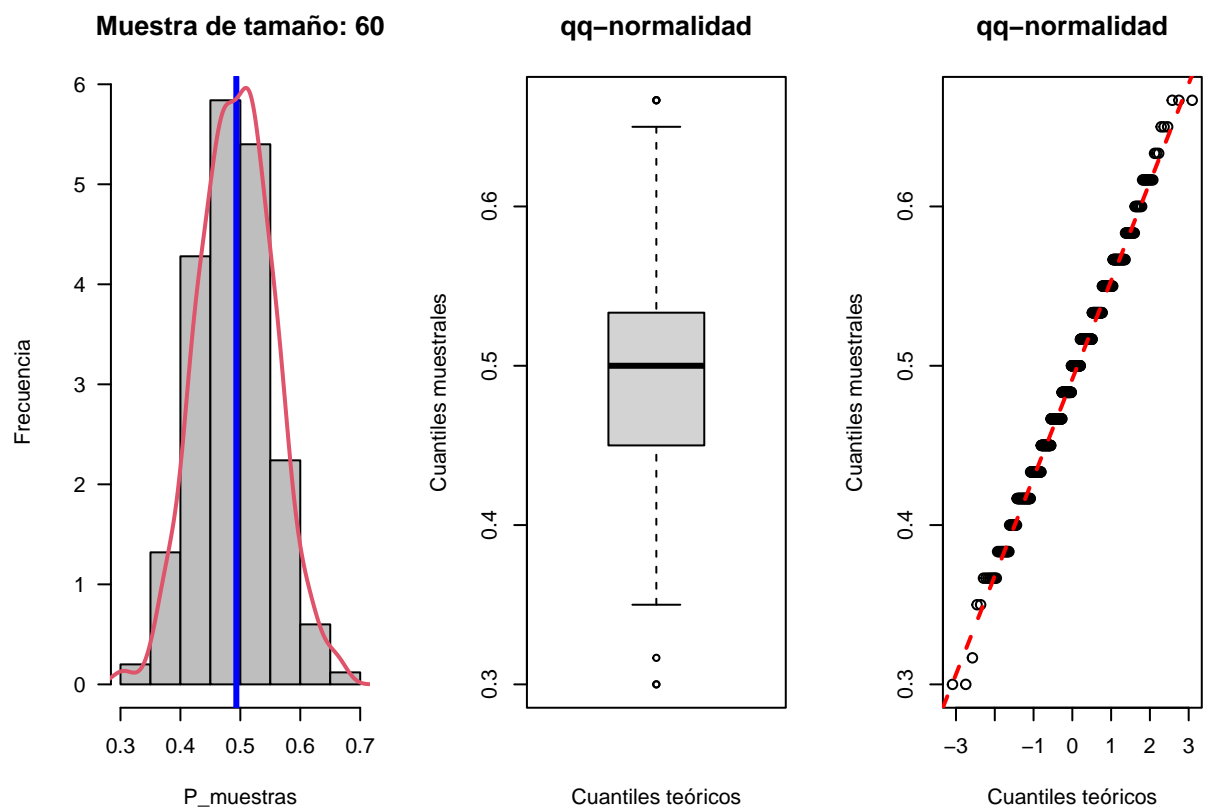 Muestra de tamaño: 60
Frecuencia
6
5
4
3
2
1
0
0.3 0.4 0.5 0.6 0.7
P_muestras
qq−normalidad
Cuantiles muestrales
0.6
0.5
0.4
0.3
Cuantiles teóricos
qq−normalidad
Cuantiles muestrales
0.6
0.5
0.4
0.3
−3 −1 0 1 2 3
Cuantiles teóricos